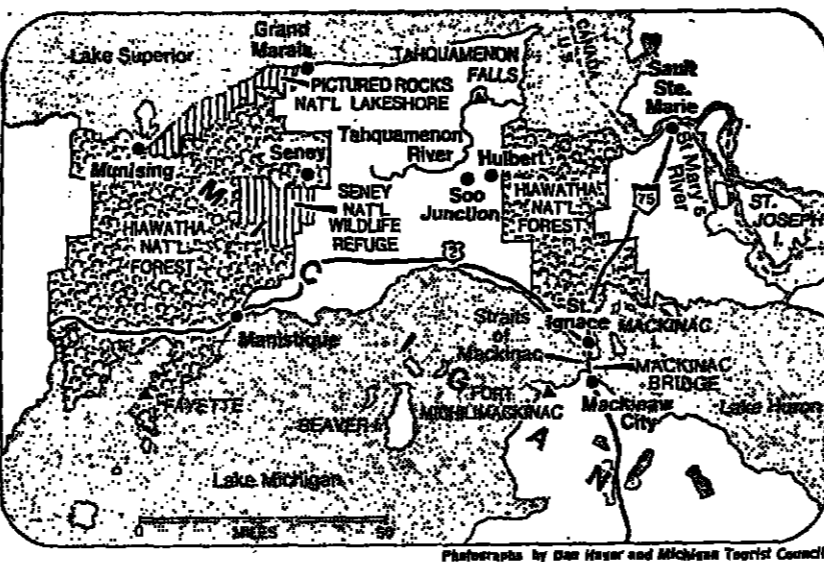 Lake Superior
Grand
Marais
TAHQUAMENON
FALLS
CANADA
U.S.
Sault
Ste.
Marie
PICTURED ROCKS
NAT'L LAKESHORE
Munising
Seney
Tahquamenon
River
Hulbert
Soo
Junction
SENEY
NAT'L
WILDLIFE
REFUGE
HIAWATHA
NAT'L
FOREST
HIAWATHA
NAT'L
FOREST
75
St Mary's
River
ST.
JOSEPH
I.
M
I
C
H
I
G
A
N
2
Manistique
Straits
of
Mackinac
St.
Ignace
MACKINAC
I.
MACKINAC
BRIDGE
Mackinaw
City
Lake Huron
FORT
MICHILIMACKINAC
FAYETTE
BEAVER I.
Lake Michigan
0 50
MILES
Photographs by Dan Hager and Michigan Tourist Council